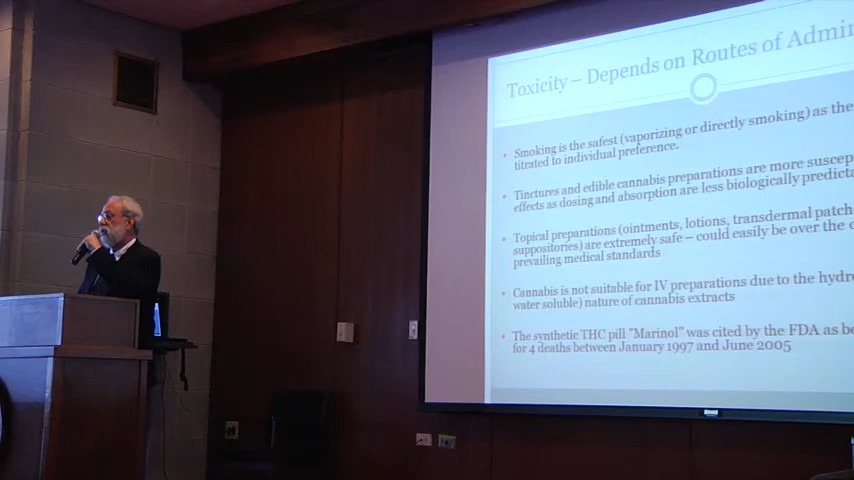 Toxicity – Depends on Routes of Admin
• Smoking is the safest (vaporizing or directly smoking) as the
titrated to individual preference.
• Tinctures and edible cannabis preparations are more suscep
effects as dosing and absorption are less biologically predicta
• Topical preparations (ointments, lotions, transdermal patch
suppositories) are extremely safe – could easily be over the c
prevailing medical standards
• Cannabis is not suitable for IV preparations due to the hydr
water soluble) nature of cannabis extracts
• The synthetic THC pill "Marinol" was cited by the FDA as be
for 4 deaths between January 1997 and June 2005